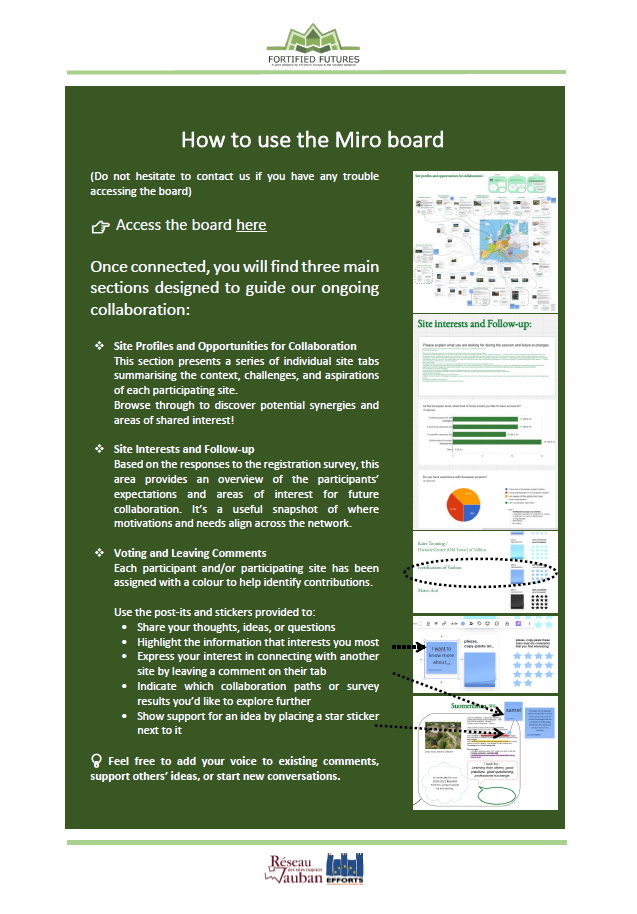 FORTIFIED FUTURES
How to use the Miro board
(Do not hesitate to contact us if you have any trouble
accessing the board)
Access the board here
Once connected, you will find three main
sections designed to guide our ongoing
collaboration:
❖ Site Profiles and Opportunities for Collaboration
This section presents a series of individual site tabs
summarising the context, challenges, and aspirations
of each participating site.
Browse through to discover potential synergies and
areas of shared interest!
❖ Site Interests and Follow-up
Based on the responses to the registration survey, this
area provides an overview of the participants'
expectations and areas of interest for future
collaboration. It's a useful snapshot of where
motivations and needs align across the network.
❖ Voting and Leaving Comments
Each participant and/or participating site has been
assigned with a colour to help identify contributions.
Use the post-its and stickers provided to:
• Share your thoughts, ideas, or questions
• Highlight the information that interests you most
• Express your interest in connecting with another
site by leaving a comment on their tab
• Indicate which collaboration paths or survey
results you'd like to explore further
• Show support for an idea by placing a star sticker
next to it
Feel free to add your voice to existing comments,
support others' ideas, or start new conversations.
Site profiles and opportunities for collaboration :
Site interests and Follow-up:
Please explain what you are looking for during the session and future exchanges
Do you have experience with European projects?
I want to
know more
about...
please,
copy-paste on...
same!
Réseau
des sites majeurs
Vauban
EFFORTS